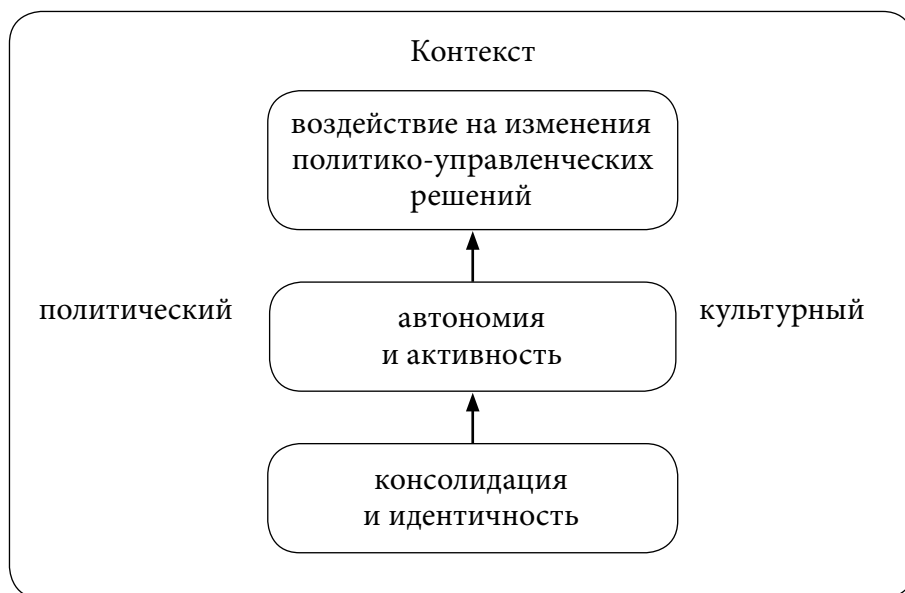 Контекст
воздействие на изменения
политико-управленческих
решений
политический
автономия
и активность
культурный
консолидация
и идентичность